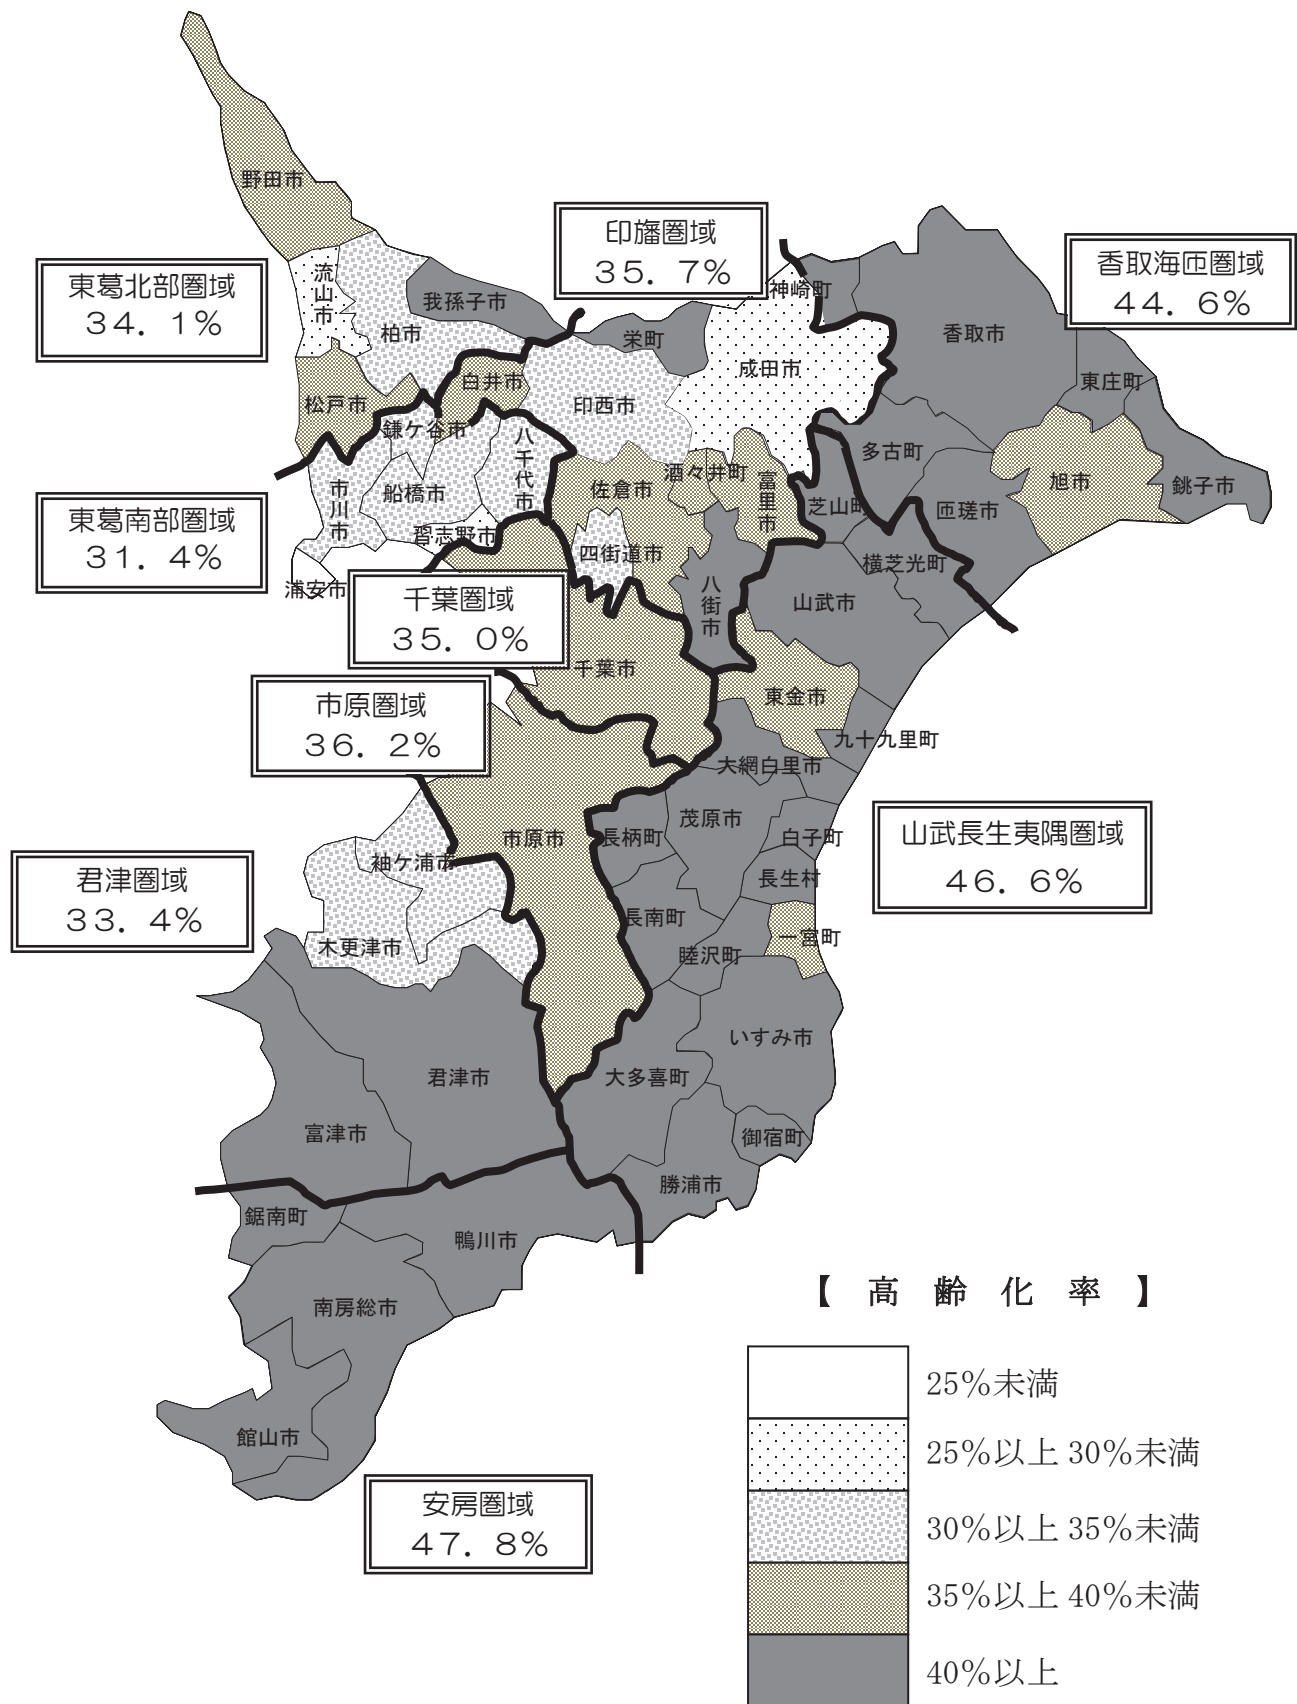 野田市
印旛圏域
35. 7%
香取海匝圏域
44. 6%
東葛北部圏域
34. 1%
流山市
我孫子市
柏市
神崎町
栄町
成田市
香取市
東庄町
松戸市
白井市
印西市
鎌ケ谷市
八千代市
船橋市
市川市
習志野市
佐倉市
酒々井町
富里市
多古町
旭市
銚子市
芝山町
匝瑳市
東葛南部圏域
31. 4%
四街道市
横芝光町
浦安市
千葉圏域
35. 0%
八街市
山武市
千葉市
東金市
市原圏域
36. 2%
九十九里町
大網白里市
茂原市
長柄町
市原市
白子町
山武長生夷隅圏域
46. 6%
袖ケ浦市
君津圏域
33. 4%
長生村
長南町
一宮町
木更津市
睦沢町
いすみ市
君津市
大多喜町
富津市
御宿町
勝浦市
鋸南町
鴨川市
南房総市
館山市
安房圏域
47. 8%
【 高 齢 化 率 】
25%未満
25%以上 30%未満
30%以上 35%未満
35%以上 40%未満
40%以上